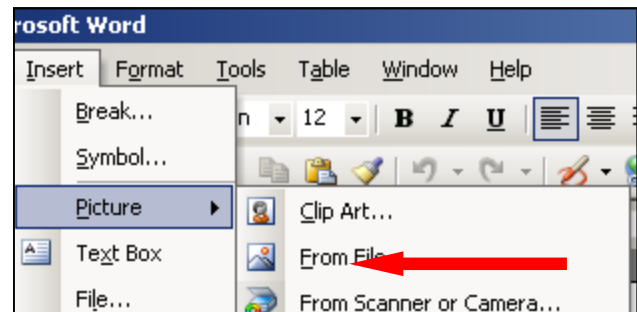 rosoft Word
Insert Format Tools Table Window Help
Break... n 12 B I U
Symbol...
Picture Clip Art...
Text Box From File
File... From Scanner or Camera...